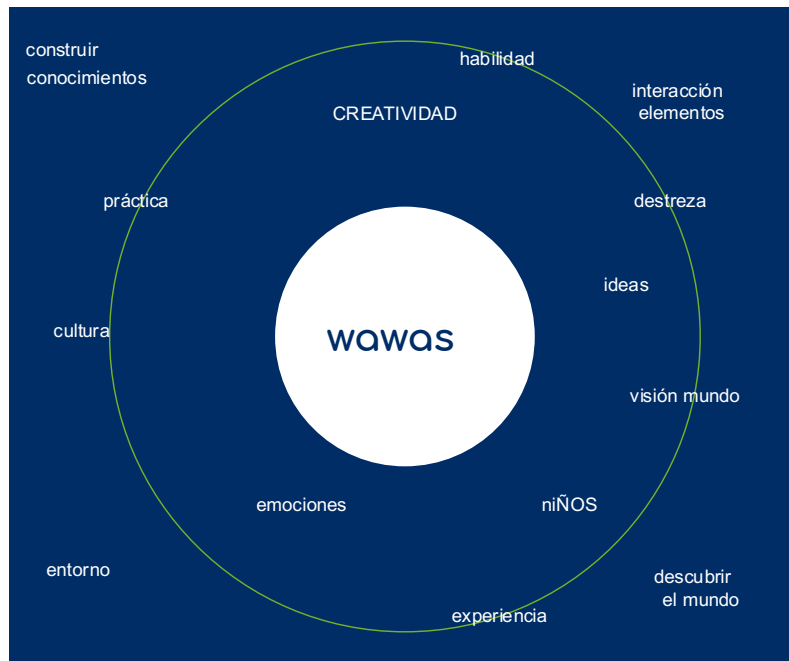 construir
conocimientos
habilidad
interacción
elementos
CREATIVIDAD
práctica
destreza
ideas
cultura
wawas
visión mundo
emociones
niÑOS
entorno
descubrir
el mundo
experiencia